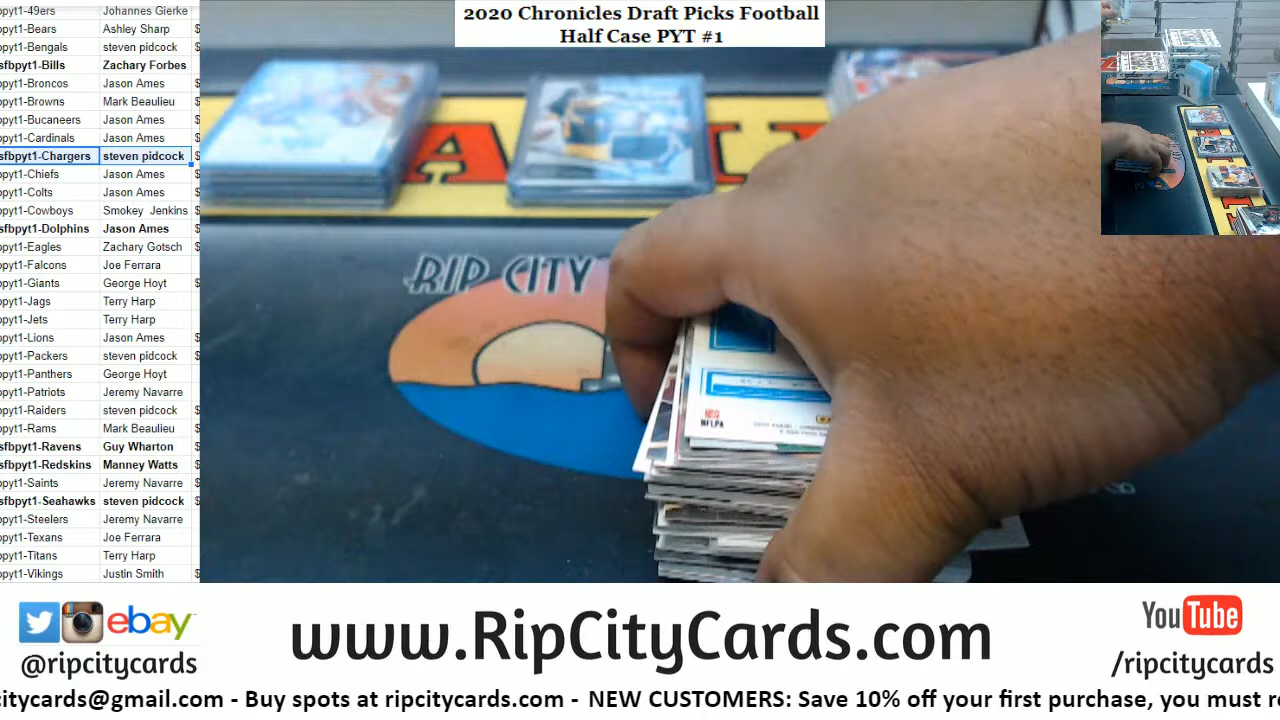 2020 Chronicles Draft Picks Football
Half Case PYT #1
pyt1-49ers Johannes Gierke
pyt1-Bears Ashley Sharp $
pyt1-Bengals steven pidcock $
sfbpyt1-Bills Zachary Forbes
pyt1-Broncos Jason Ames
pyt1-Browns Mark Beaulieu
pyt1-Bucaneers Jason Ames
pyt1-Cardinals Jason Ames
sfbpyt1-Chargers steven pidcock $
pyt1-Chiefs Jason Ames
pyt1-Colts Jason Ames
pyt1-Cowboys Smokey Jenkins
sfbpyt1-Dolphins Jason Ames
pyt1-Eagles Zachary Gotsch
pyt1-Falcons Joe Ferrara
pyt1-Giants George Hoyt
pyt1-Jags Terry Harp
pyt1-Jets Terry Harp
pyt1-Lions Jason Ames
pyt1-Packers steven pidcock
pyt1-Panthers George Hoyt
pyt1-Patriots Jeremy Navarre
pyt1-Raiders steven pidcock
pyt1-Rams Mark Beaulieu
sfbpyt1-Ravens Guy Wharton
sfbpyt1-Redskins Manney Watts
pyt1-Saints Jeremy Navarre
sfbpyt1-Seahawks steven pidcock
pyt1-Steelers Jeremy Navarre
pyt1-Texans Joe Ferrara
pyt1-Titans Terry Harp
pyt1-Vikings Justin Smith
RIP CITY
NFLPA
ebay
@ripcitycards
www.RipCityCards.com
YouTube
/ripcitycards
citycards@gmail.com - Buy spots at ripcitycards.com - NEW CUSTOMERS: Save 10% off your first purchase, you must re